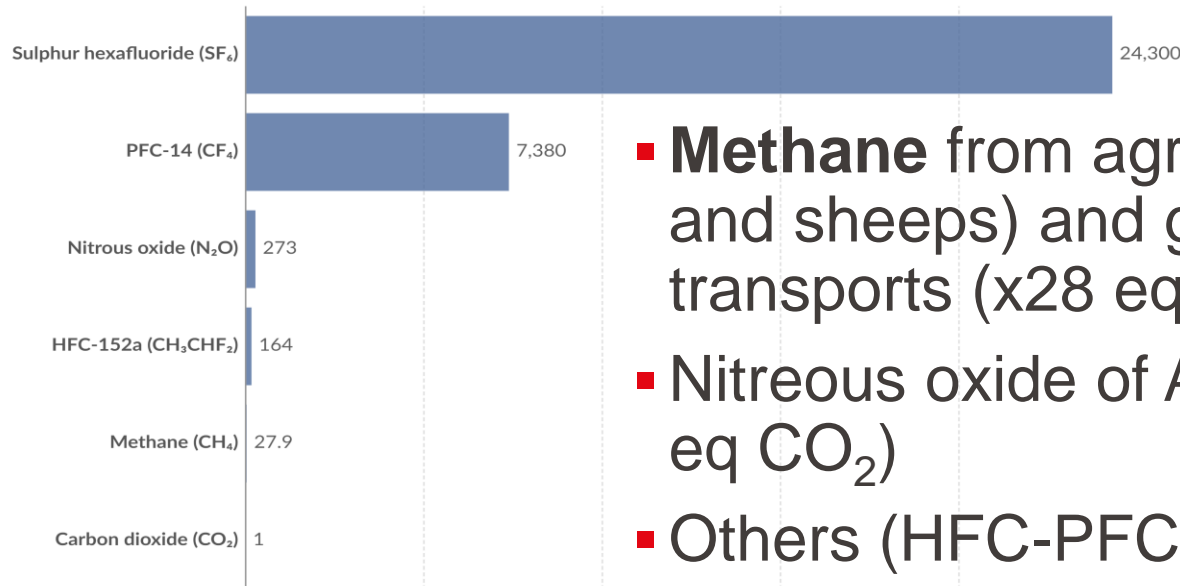 Sulphur hexafluoride (SF₆)
24,300
PFC-14 (CF₄)
7,380
Nitrous oxide (N₂O)
273
HFC-152a (CH₃CHF₂)
164
Methane (CH₄)
27.9
Carbon dioxide (CO₂)
1
▪ Methane from agr
and sheeps) and g
transports (x28 eq
▪ Nitreous oxide of A
eq CO₂)
▪ Others (HFC-PFC